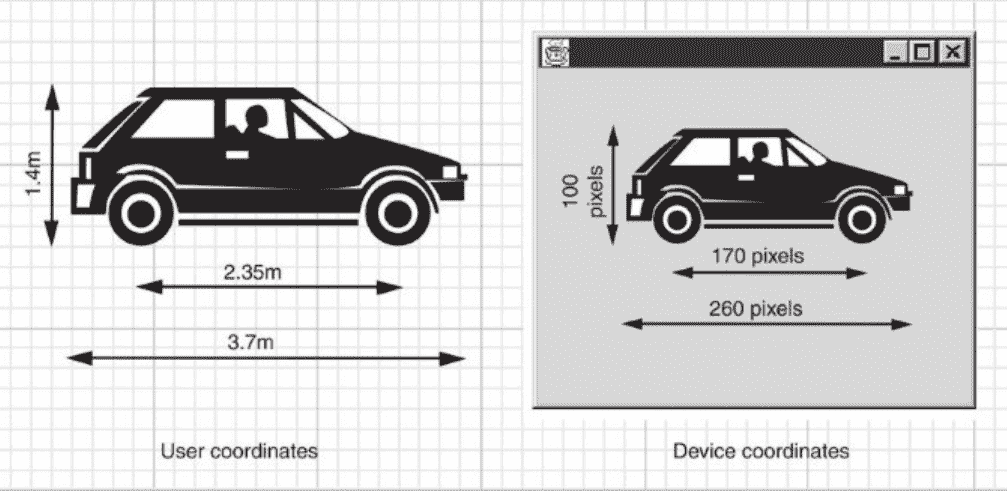 1.4m
2.35m
3.7m
User coordinates
100
pixels
170 pixels
260 pixels
Device coordinates